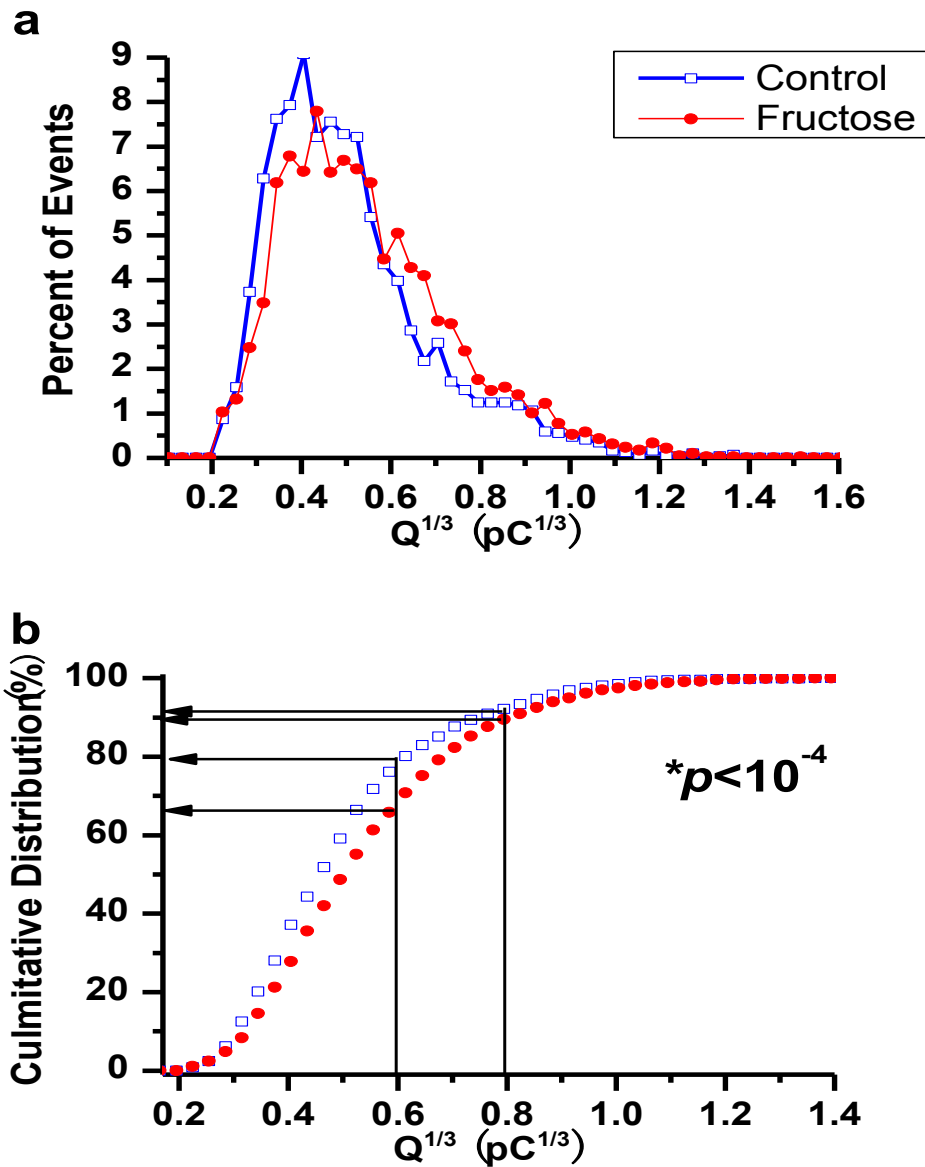 a
Control
Fructose
Percent of Events
9
8
7
6
5
4
3
2
1
0
0.2 0.4 0.6 0.8 1.0 1.2 1.4 1.6
Q1/3 (pC1/3)
b
Culmitative Distribution(%)
100
80
60
40
20
0
*p<10-4
0.2 0.4 0.6 0.8 1.0 1.2 1.4
Q1/3 (pC1/3)